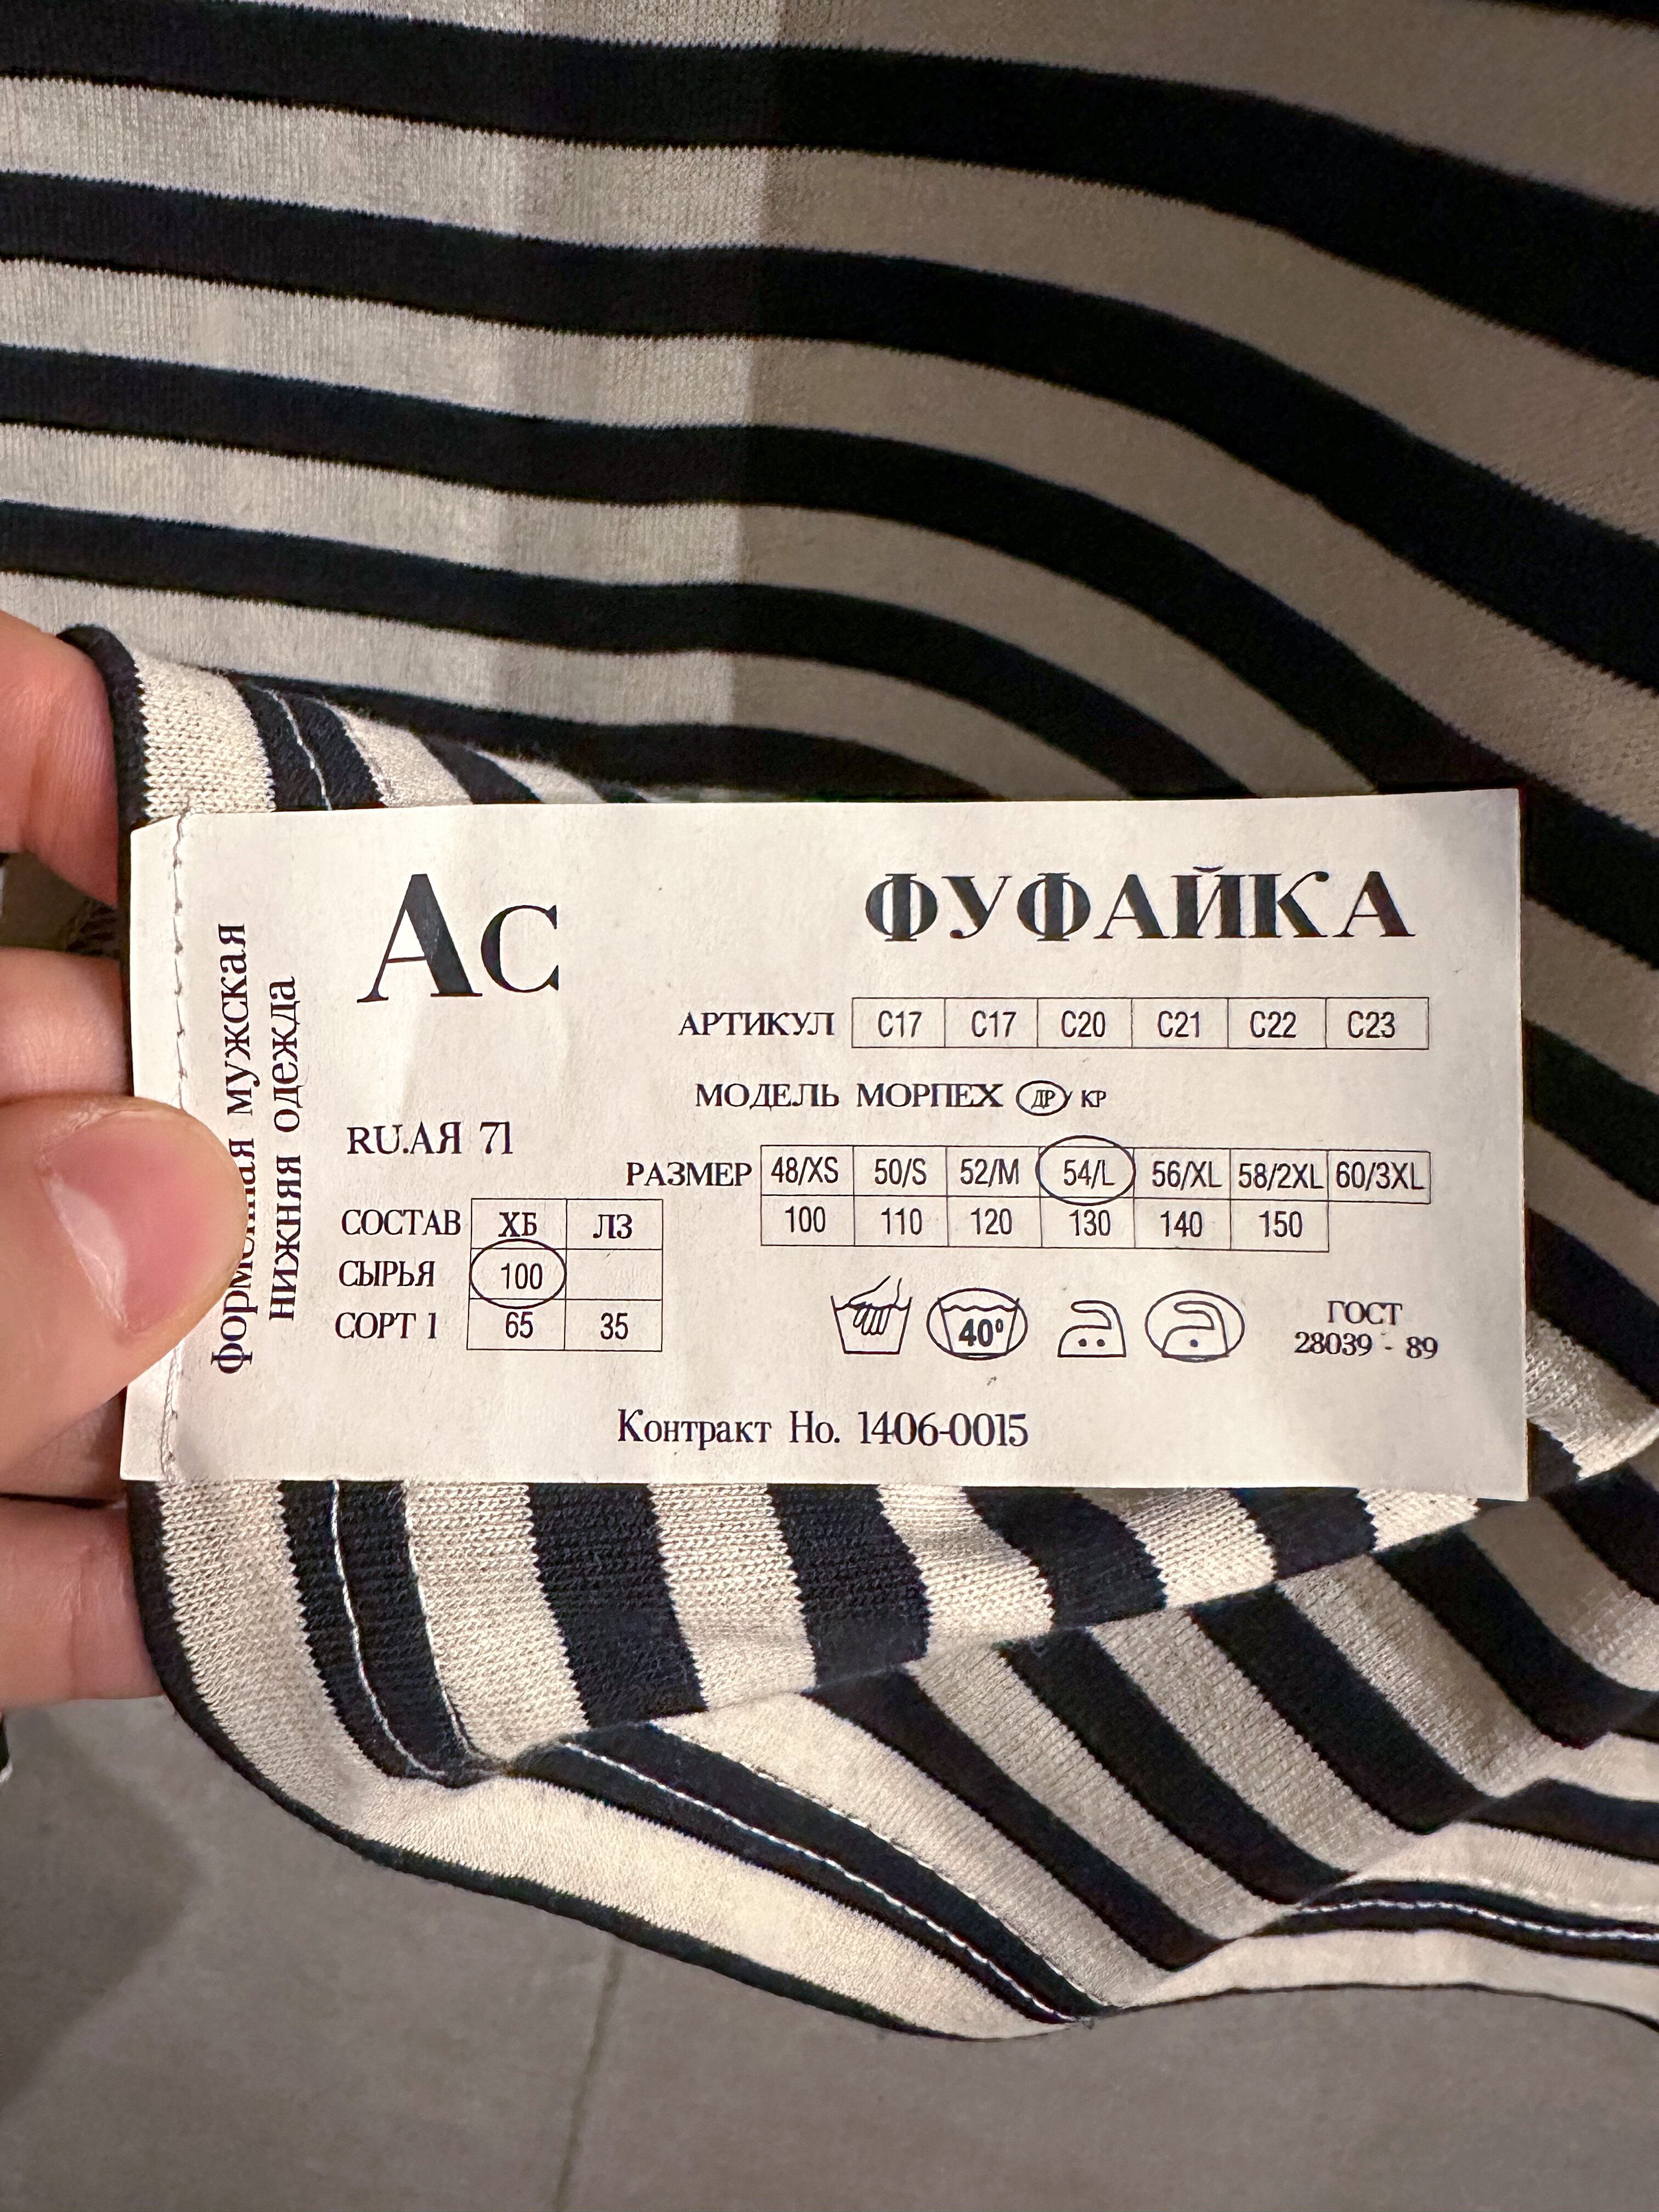 форменная мужская
нижняя одежда
Ас
ФУФАЙКА
АРТИКУЛ С17 С17 С20 С21 С22 С23
МОДЕЛЬ МОРПЕХ ДР/ КР
RU.АЯ 71
РАЗМЕР 48/XS 50/S 52/M 54/L 56/XL 58/2XL 60/3XL
100 110 120 130 140 150
СОСТАВ ХБ ЛЗ
СЫРЬЯ 100
СОРТ 1 65 35
40°
ГОСТ
28039 - 89
Контракт Но. 1406-0015